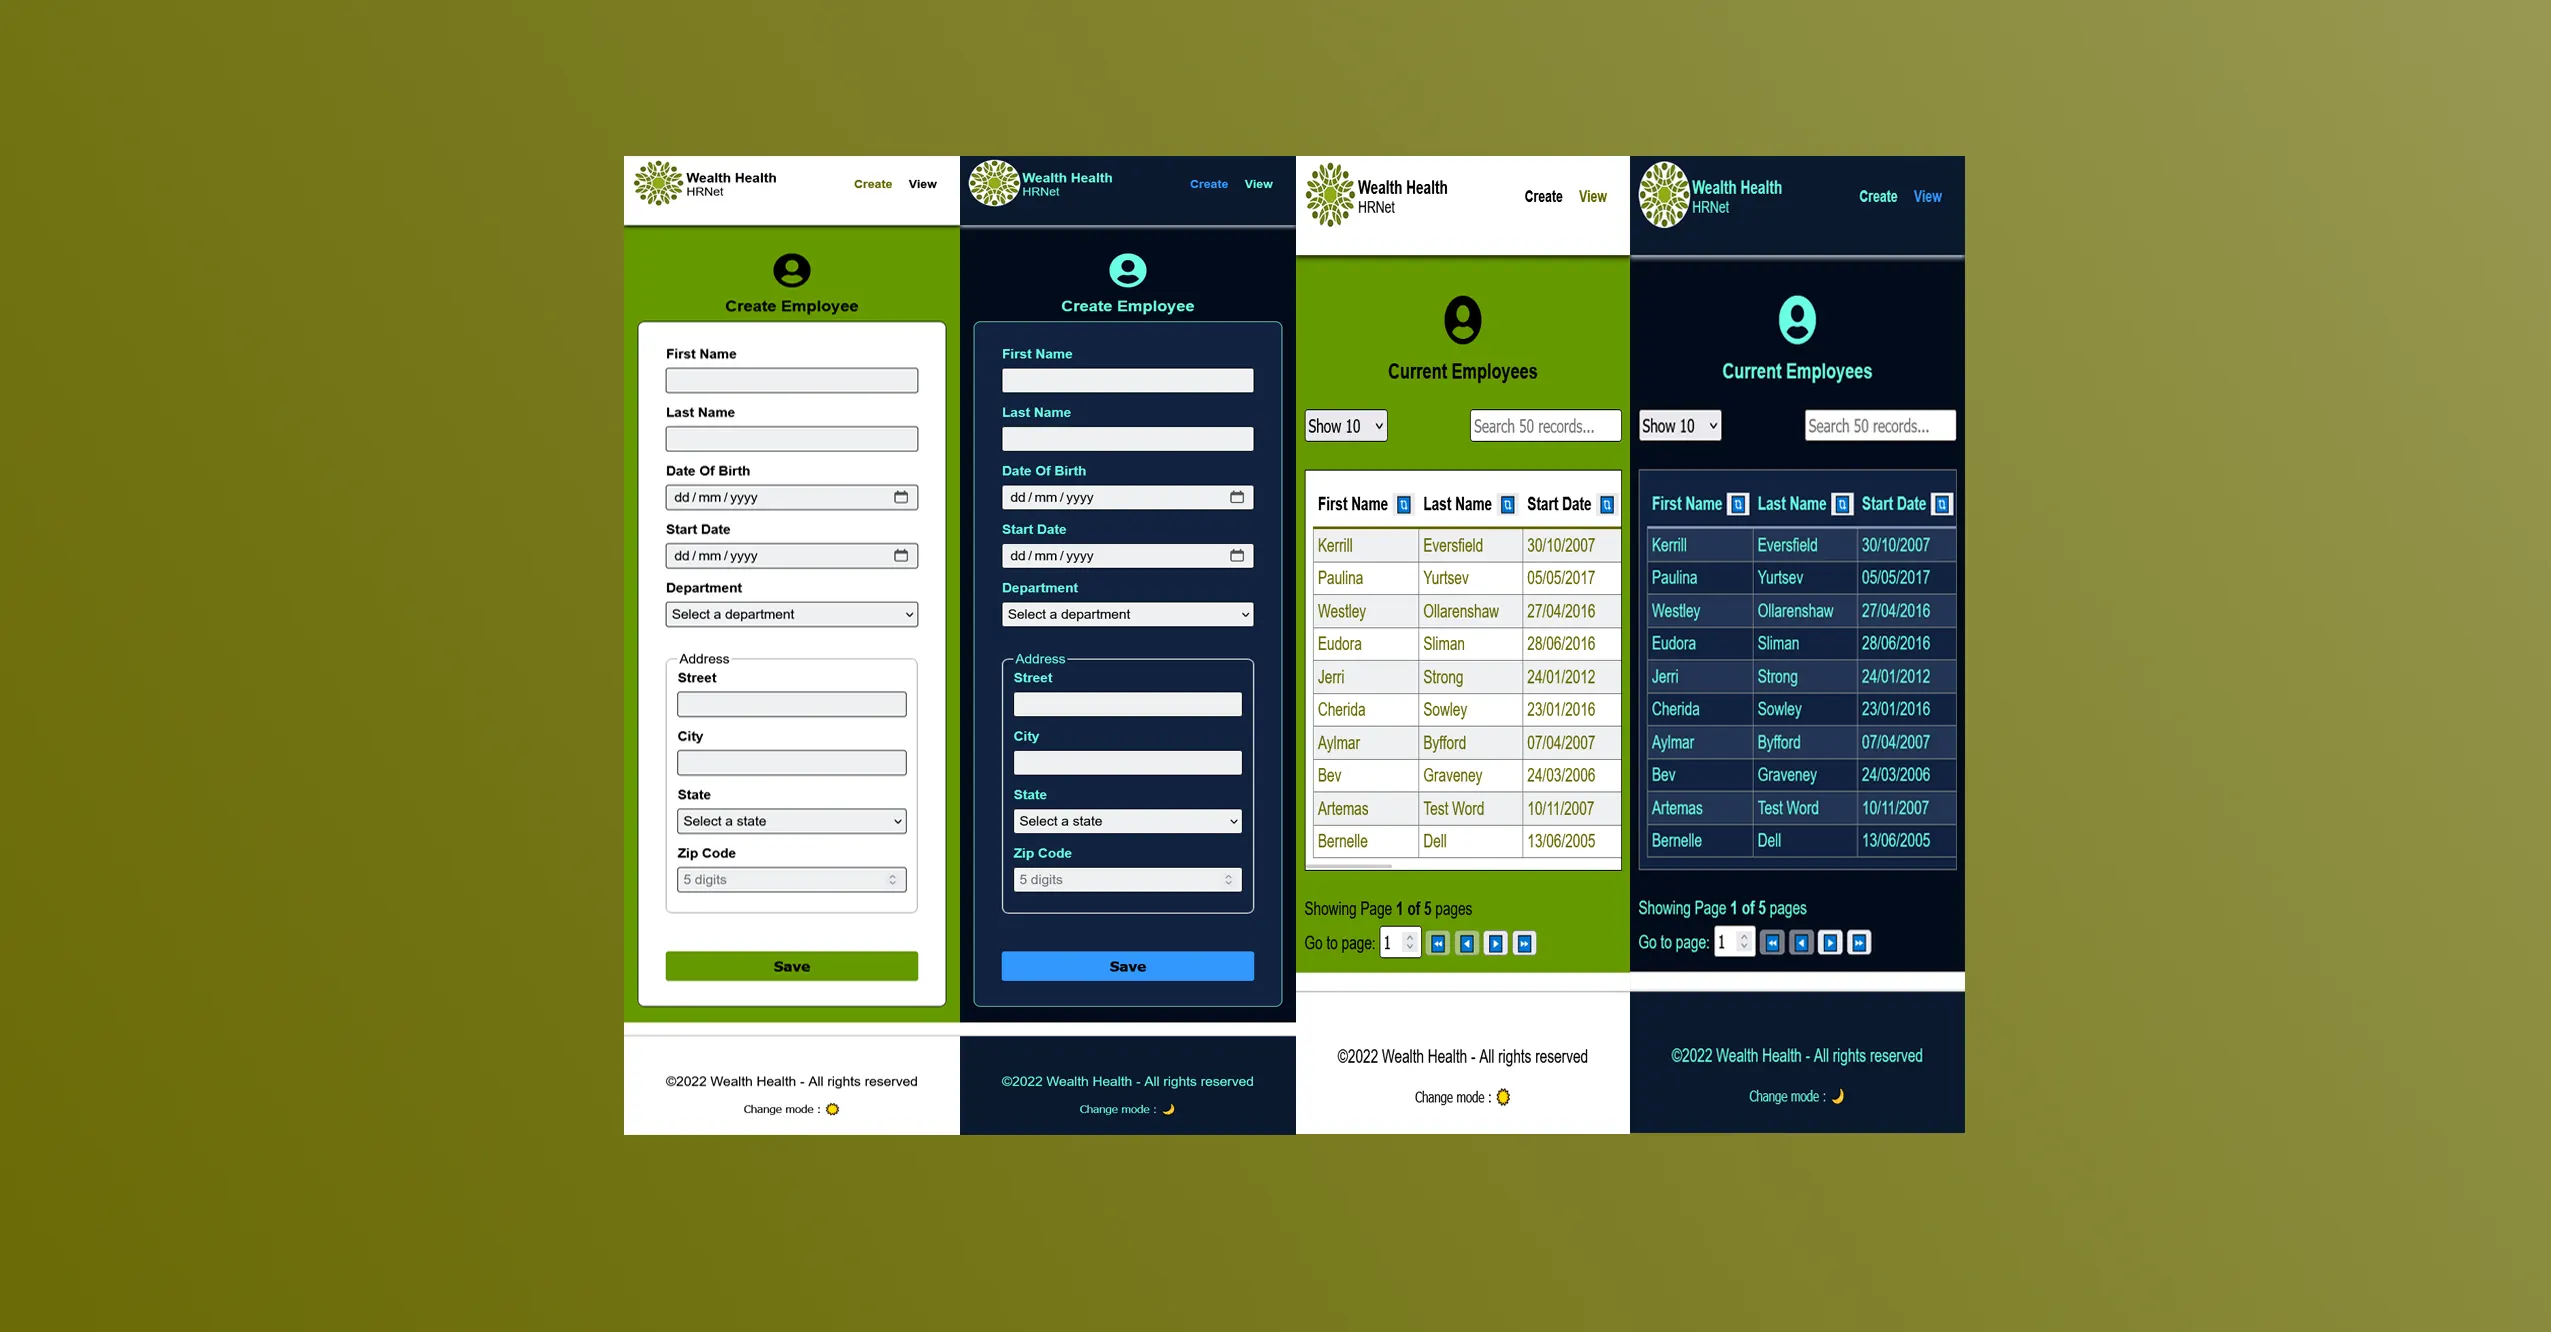 Wealth Health
HRNet
Create View
Create Employee
First Name
Last Name
Date Of Birth
dd / mm / yyyy
Start Date
dd / mm / yyyy
Department
Select a department
Address
Street
City
State
Select a state
Zip Code
5 digits
Save
©2022 Wealth Health - All rights reserved
Change mode :
Wealth Health
HRNet
Create View
Create Employee
First Name
Last Name
Date Of Birth
dd / mm / yyyy
Start Date
dd / mm / yyyy
Department
Select a department
Address
Street
City
State
Select a state
Zip Code
5 digits
Save
©2022 Wealth Health - All rights reserved
Change mode :
Wealth Health
HRNet
Create View
Current Employees
Show 10 Search 50 records...
First Name Last Name Start Date
Kerrill Eversfield 30/10/2007
Paulina Yurtsev 05/05/2017
Westley Ollarenshaw 27/04/2016
Eudora Sliman 28/06/2016
Jerri Strong 24/01/2012
Cherida Sowley 23/01/2016
Aylmar Byfford 07/04/2007
Bev Graveney 24/03/2006
Artemas Test Word 10/11/2007
Bernelle Dell 13/06/2005
Showing Page 1 of 5 pages
Go to page: 1
©2022 Wealth Health - All rights reserved
Change mode :
Wealth Health
HRNet
Create View
Current Employees
Show 10 Search 50 records...
First Name Last Name Start Date
Kerrill Eversfield 30/10/2007
Paulina Yurtsev 05/05/2017
Westley Ollarenshaw 27/04/2016
Eudora Sliman 28/06/2016
Jerri Strong 24/01/2012
Cherida Sowley 23/01/2016
Aylmar Byfford 07/04/2007
Bev Graveney 24/03/2006
Artemas Test Word 10/11/2007
Bernelle Dell 13/06/2005
Showing Page 1 of 5 pages
Go to page: 1
©2022 Wealth Health - All rights reserved
Change mode :